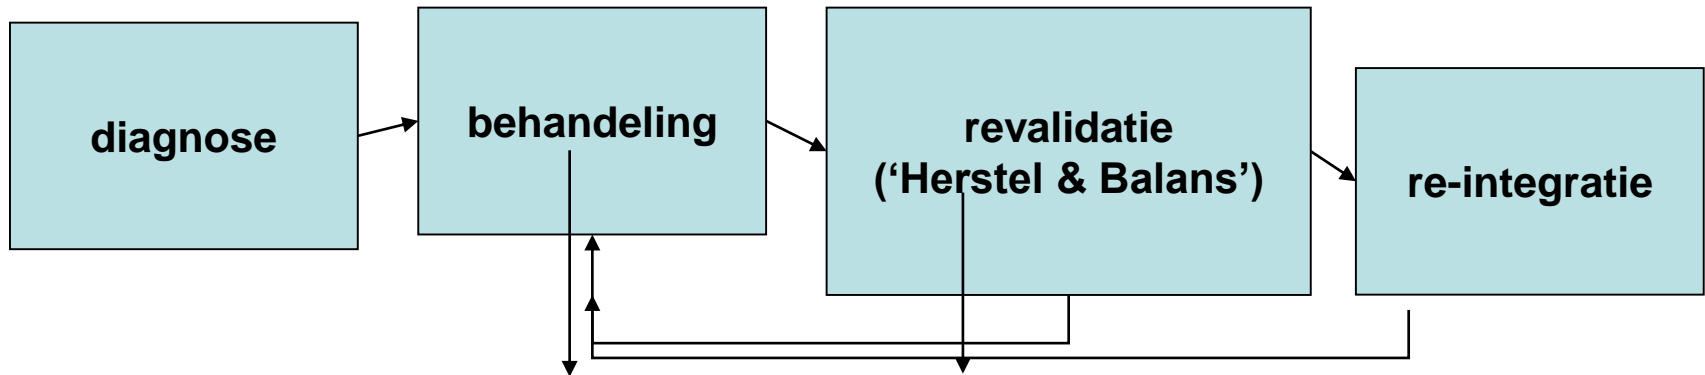 diagnose
behandeling
revalidatie
(‘Herstel & Balans’)
re-integratie